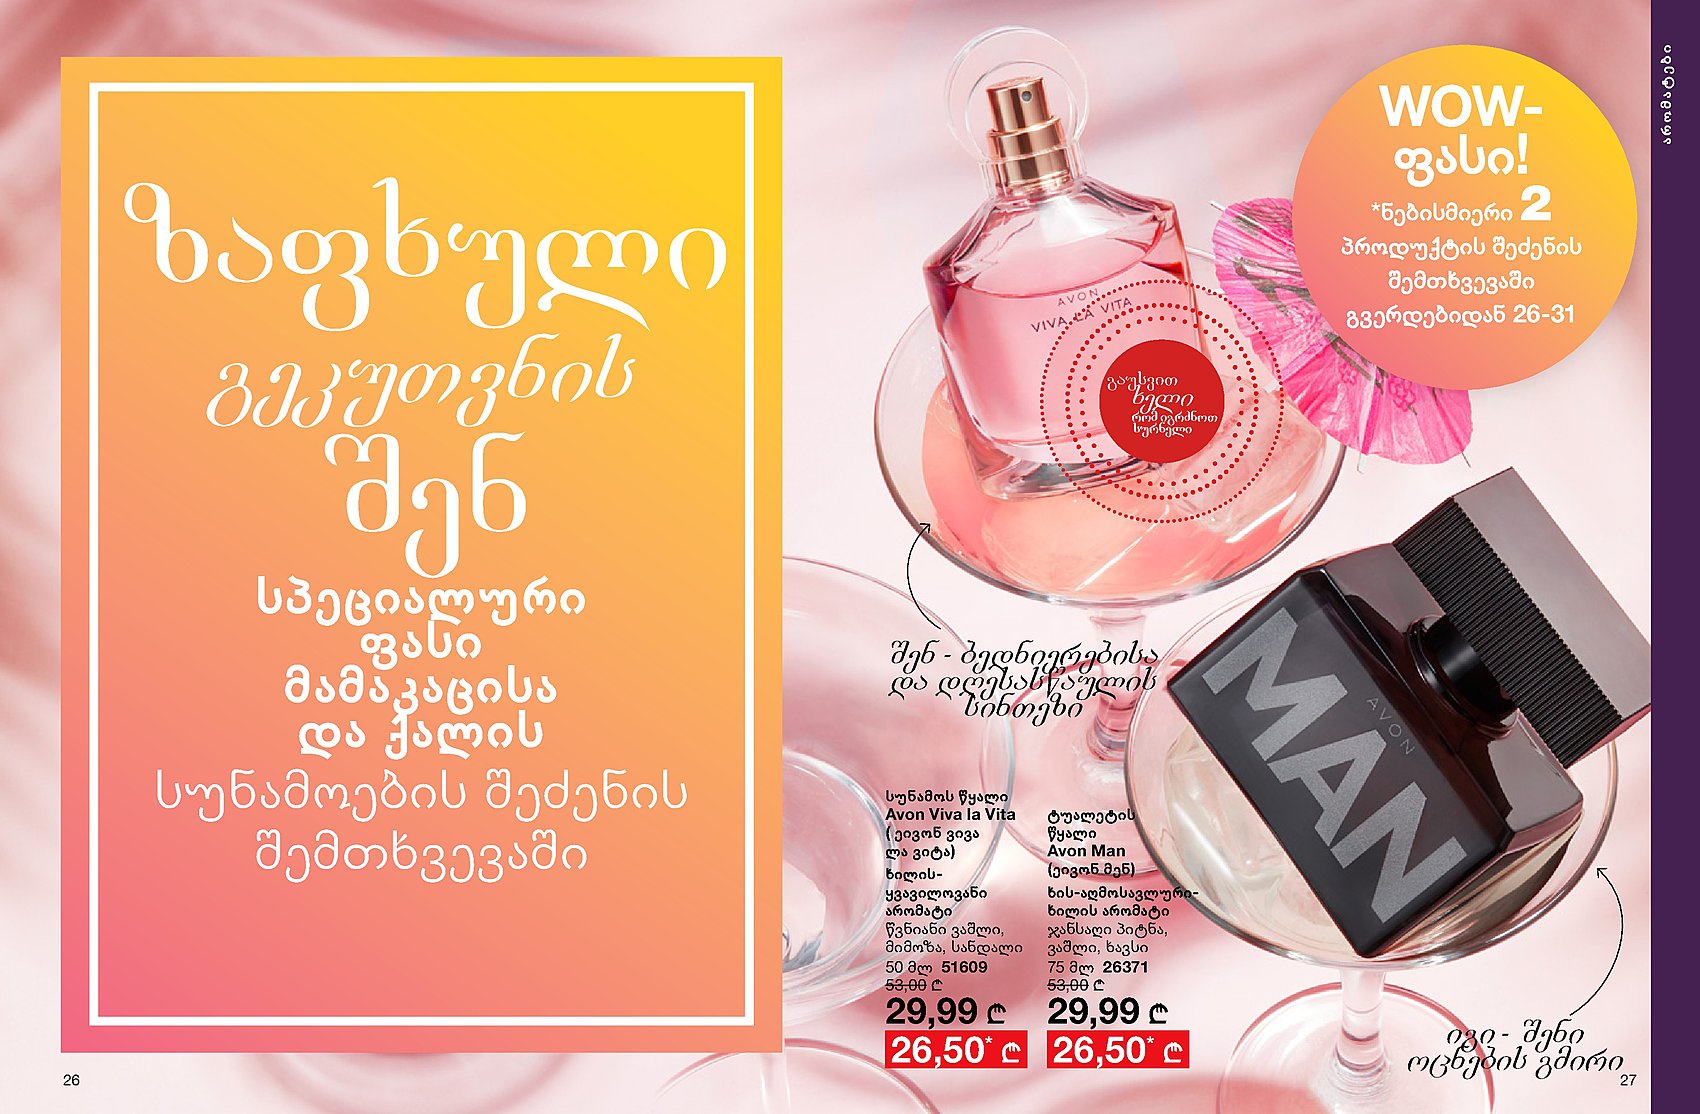 ზაფხული
გეკუთვნის
შენ
სპეციალური
ფასი
მამაკაცისა
და ქალის
სუნამოების შეძენის
შემთხვევაში
26
AVON
VIVA LA VITA
გაუსვით
ხელი
რომ იგრძნოთ
სურნელი
WOW-
ფასი!
*ნებისმიერი 2
პროდუქტის შეძენის
შემთხვევაში
გვერდებიდან 26-31
არომატები
შენ - ბედნიერებისა
და დღესასწაულის
სინთეზი
AVON
MAN
სუნამოს წყალი
Avon Viva la Vita
( ეივონ ვივა
ლა ვიტა)
ხილის-
ყვავილოვანი
არომატი
წვნიანი ვაშლი,
მიმოზა, სანდალი
50 მლ 51609
53,00 ₾
29,99 ₾
26,50* ₾
ტუალეტის
წყალი
Avon Man
(ეივონ მენ)
ხის-აღმოსავლური-
ხილის არომატი
ჯანსაღი პიტნა,
ვაშლი, ხავსი
75 მლ 26371
53,00 ₾
29,99 ₾
26,50* ₾
იგი - შენი
ოცნების გმირი
27